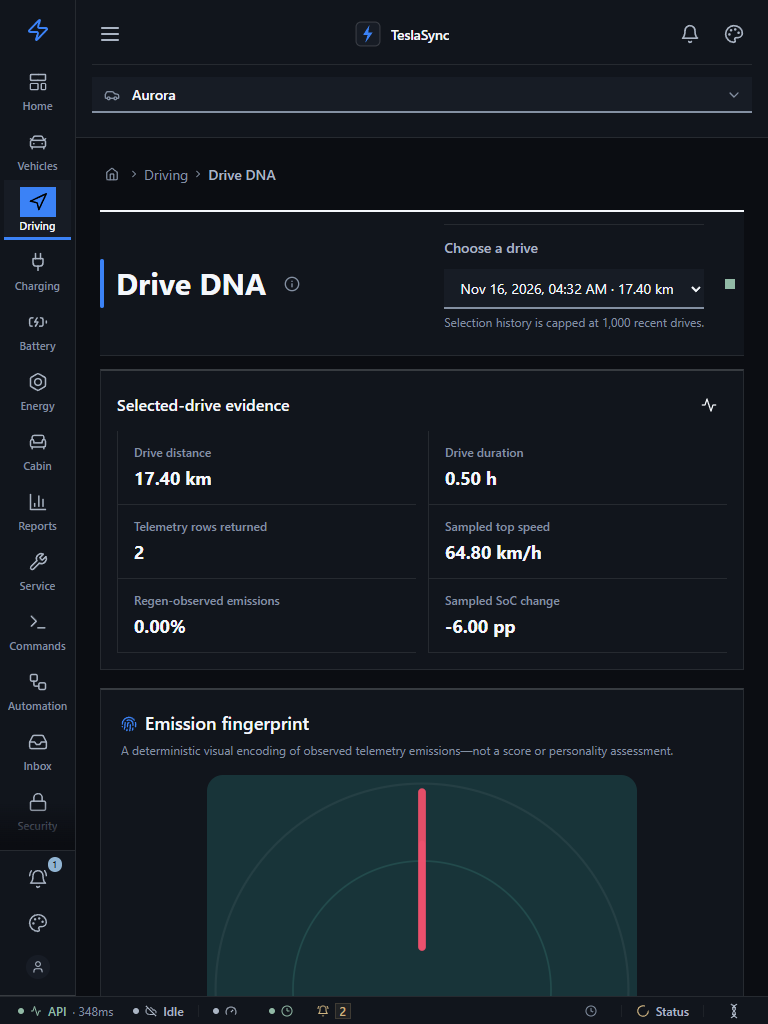 TeslaSync
Aurora
Home
Vehicles
Driving
Charging
Battery
Energy
Cabin
Reports
Service
Commands
Automation
Inbox
Security
1
Driving
Drive DNA
Drive DNA
Choose a drive
Nov 16, 2026, 04:32 AM · 17.40 km
Selection history is capped at 1,000 recent drives.
Selected-drive evidence
Drive distance
17.40 km
Drive duration
0.50 h
Telemetry rows returned
2
Sampled top speed
64.80 km/h
Regen-observed emissions
0.00%
Sampled SoC change
-6.00 pp
Emission fingerprint
A deterministic visual encoding of observed telemetry emissions—not a score or personality assessment.
API · 348ms
Idle
2
Status